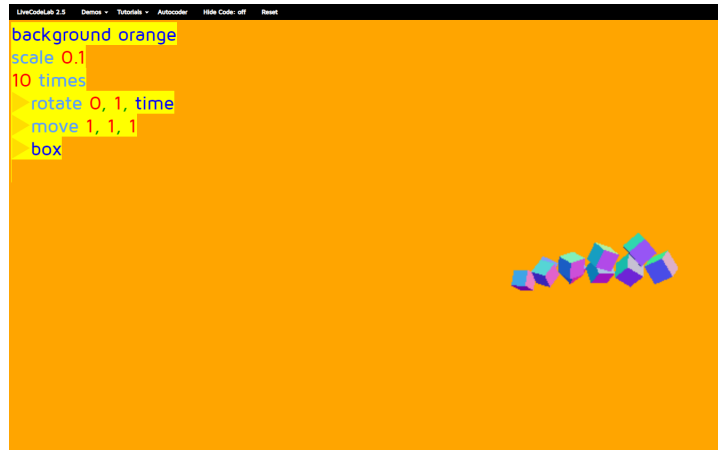 LiveCodeLab 2.5 Demos Tutorials Autocoder Hide Code: off Reset
background orange
scale 0.1
10 times
rotate 0, 1, time
move 1, 1, 1
box